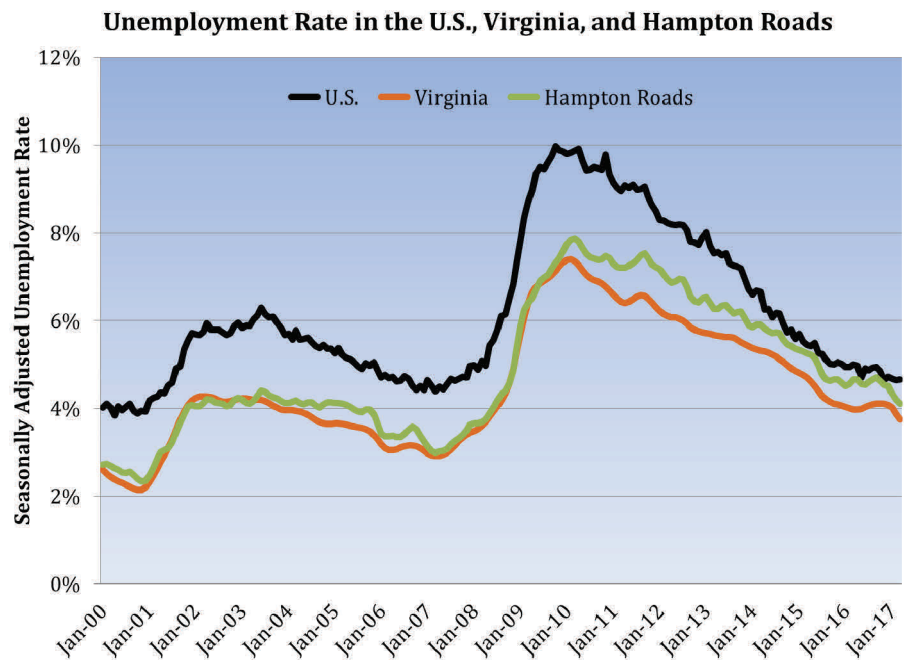 Unemployment Rate in the U.S., Virginia, and Hampton Roads
12%
U.S. Virginia Hampton Roads
10%
8%
6%
4%
2%
0%
Seasonally Adjusted Unemployment Rate
Jan-00 Jan-01 Jan-02 Jan-03 Jan-04 Jan-05 Jan-06 Jan-07 Jan-08 Jan-09 Jan-10 Jan-11 Jan-12 Jan-13 Jan-14 Jan-15 Jan-16 Jan-17